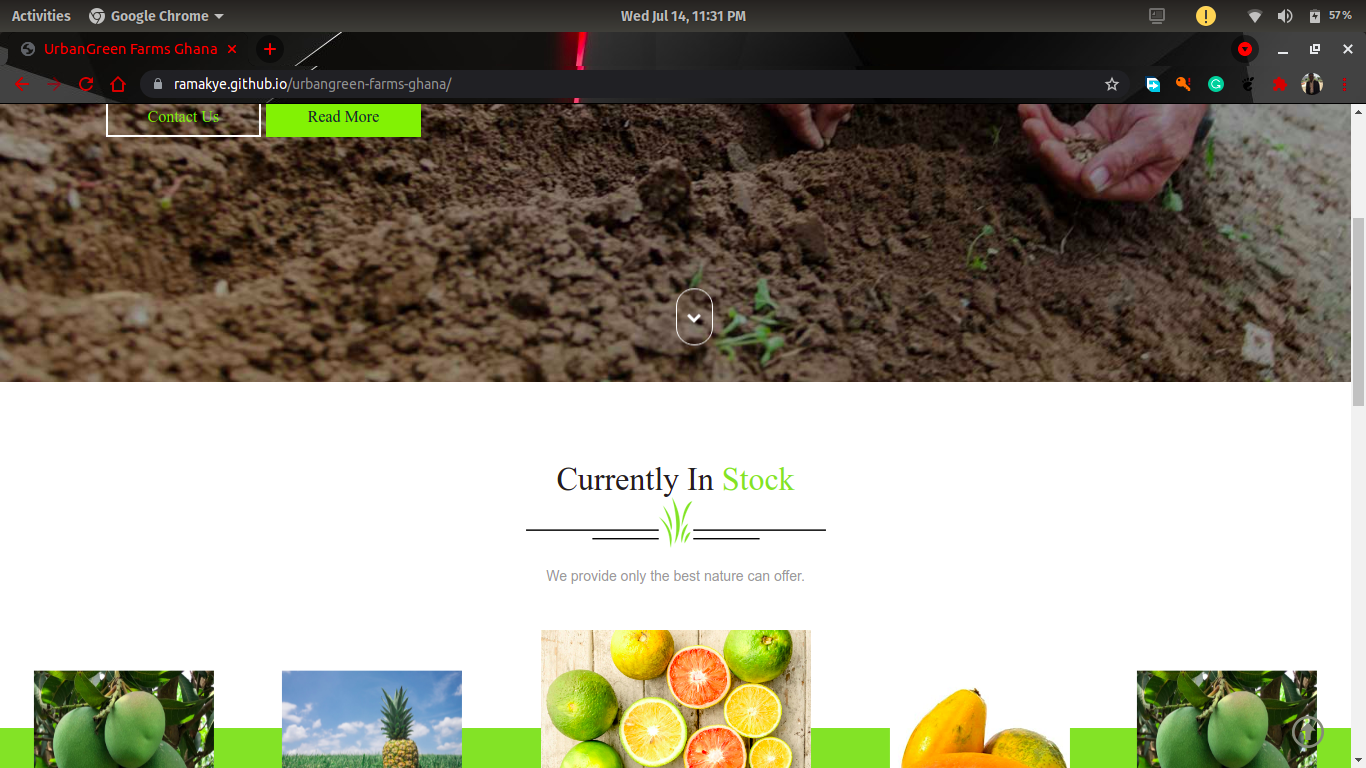 Activities
Google Chrome
Wed Jul 14, 11:31 PM
57%
UrbanGreen Farms Ghana
ramakye.github.io/urbangreen-farms-ghana/
Contact Us
Read More
Currently In Stock
We provide only the best nature can offer.